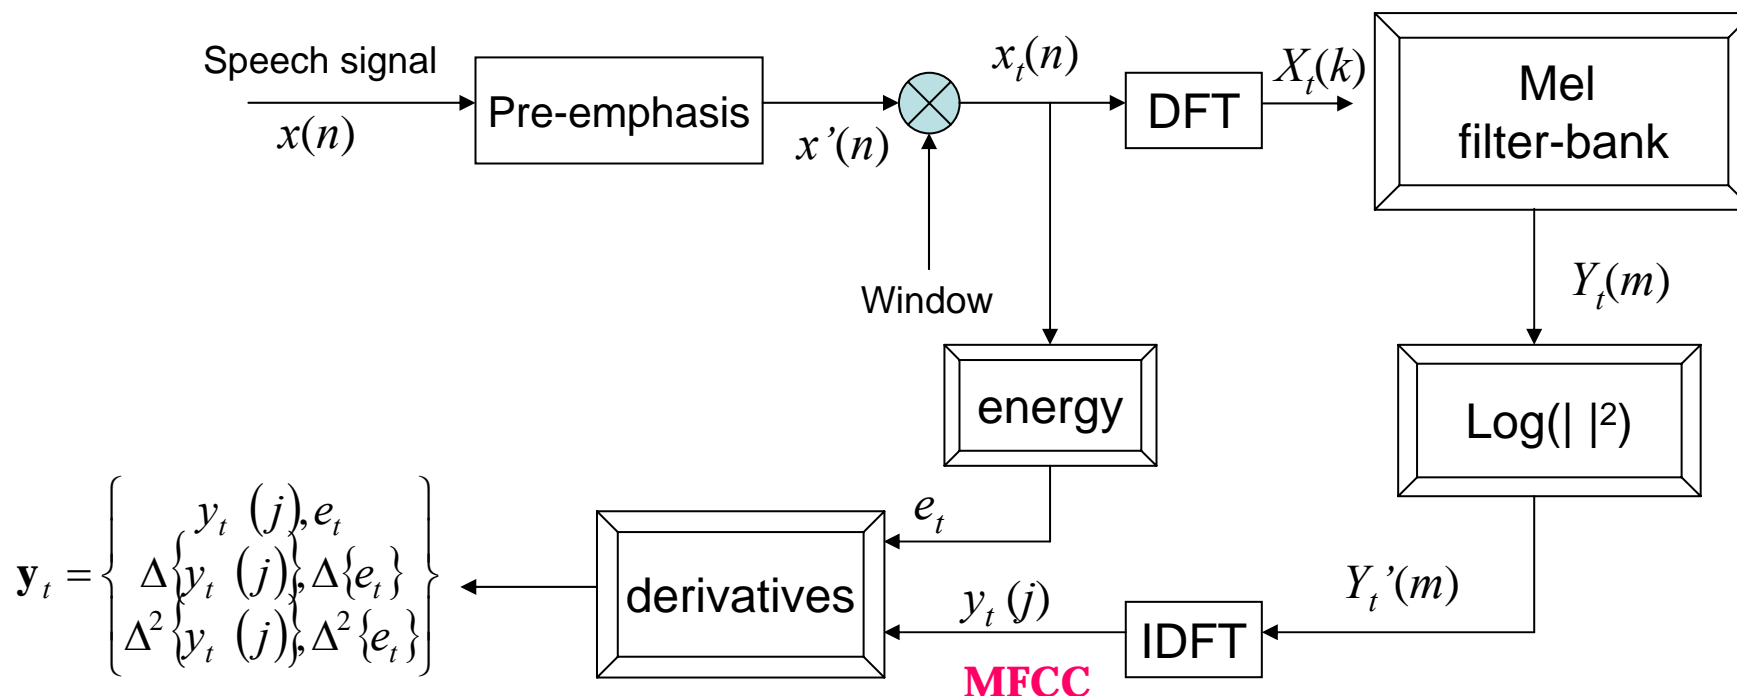 Speech signal
x(n)
Pre-emphasis
x'(n)
Window
x_t(n)
DFT
X_t(k)
Mel
filter-bank
Y_t(m)
Log(| |²)
Y_t'(m)
IDFT
y_t (j)
MFCC
energy
e_t
derivatives
y_t = { y_t (j), e_t
Δ{y_t (j)}, Δ{e_t}
Δ²{y_t (j)}, Δ²{e_t} }